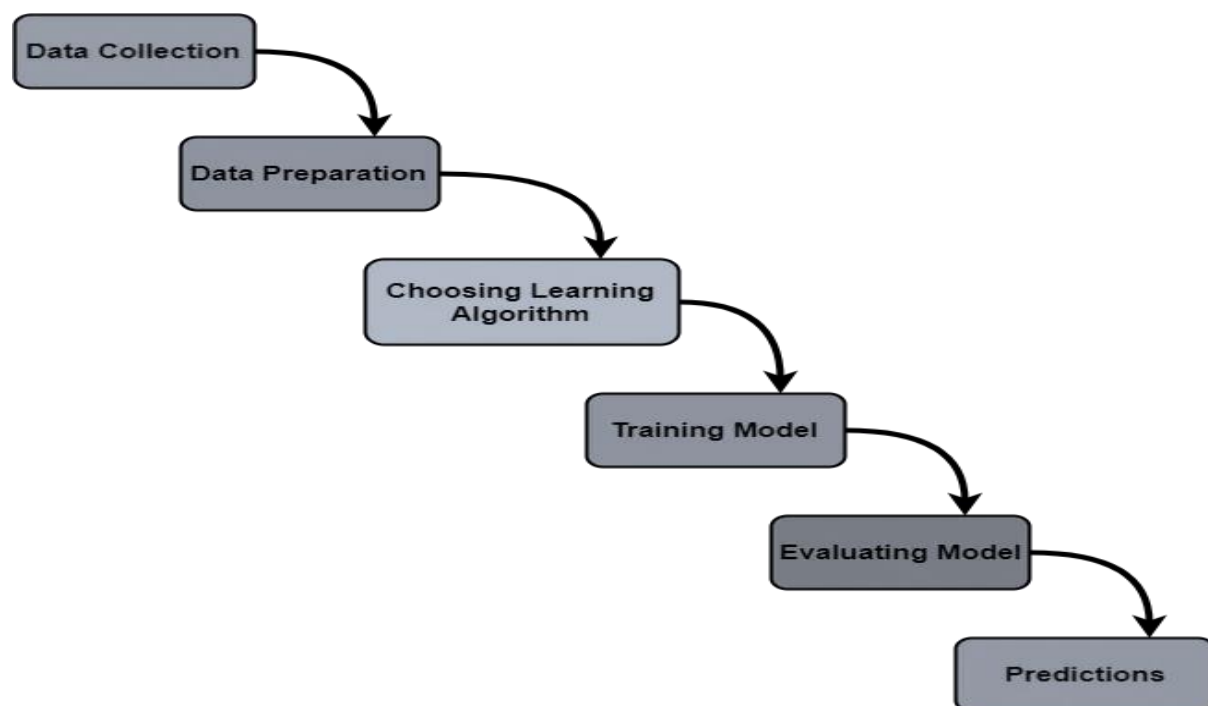 Data Collection
Data Preparation
Choosing Learning
Algorithm
Training Model
Evaluating Model
Predictions